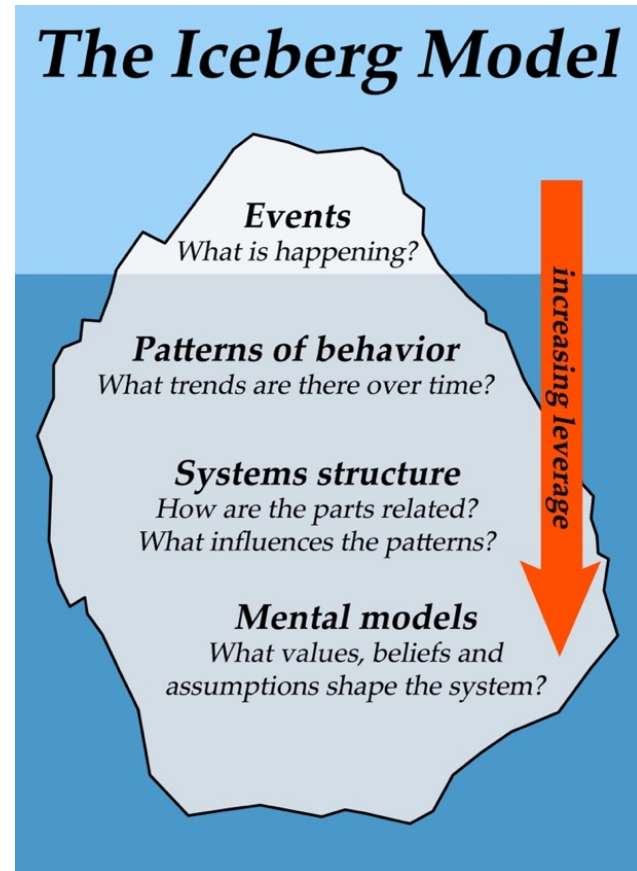 The Iceberg Model
Events
What is happening?
Patterns of behavior
What trends are there over time?
Systems structure
How are the parts related?
What influences the patterns?
Mental models
What values, beliefs and
assumptions shape the system?
increasing leverage